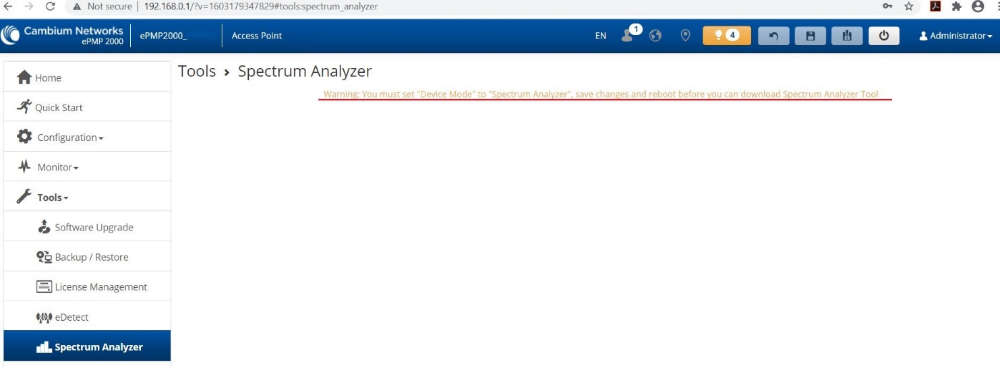 Not secure | 192.168.0.1/?v=1603179347829#tools:spectrum_analyzer
Cambium Networks
ePMP 2000
ePMP2000_
Access Point
EN
1
4
Administrator
Home
Quick Start
Configuration
Monitor
Tools
Software Upgrade
Backup / Restore
License Management
eDetect
Spectrum Analyzer
Tools › Spectrum Analyzer
Warning: You must set "Device Mode" to "Spectrum Analyzer", save changes and reboot before you can download Spectrum Analyzer Tool